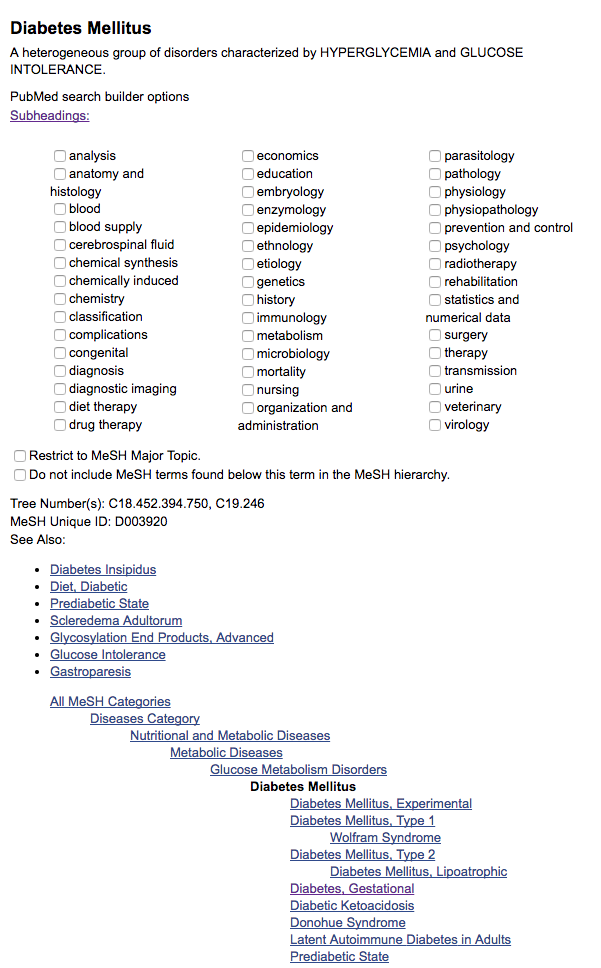 Diabetes Mellitus
A heterogeneous group of disorders characterized by HYPERGLYCEMIA and GLUCOSE
INTOLERANCE.
PubMed search builder options
Subheadings:
analysis
anatomy and
histology
blood
blood supply
cerebrospinal fluid
chemical synthesis
chemically induced
chemistry
classification
complications
congenital
diagnosis
diagnostic imaging
diet therapy
drug therapy
economics
education
embryology
enzymology
epidemiology
ethnology
etiology
genetics
history
immunology
metabolism
microbiology
mortality
nursing
organization and
administration
parasitology
pathology
physiology
physiopathology
prevention and control
psychology
radiotherapy
rehabilitation
statistics and
numerical data
surgery
therapy
transmission
urine
veterinary
virology
Restrict to MeSH Major Topic.
Do not include MeSH terms found below this term in the MeSH hierarchy.
Tree Number(s): C18.452.394.750, C19.246
MeSH Unique ID: D003920
See Also:
Diabetes Insipidus
Diet, Diabetic
Prediabetic State
Scleredema Adultorum
Glycosylation End Products, Advanced
Glucose Intolerance
Gastroparesis
All MeSH Categories
Diseases Category
Nutritional and Metabolic Diseases
Metabolic Diseases
Glucose Metabolism Disorders
Diabetes Mellitus
Diabetes Mellitus, Experimental
Diabetes Mellitus, Type 1
Wolfram Syndrome
Diabetes Mellitus, Type 2
Diabetes Mellitus, Lipoatrophic
Diabetes, Gestational
Diabetic Ketoacidosis
Donohue Syndrome
Latent Autoimmune Diabetes in Adults
Prediabetic State